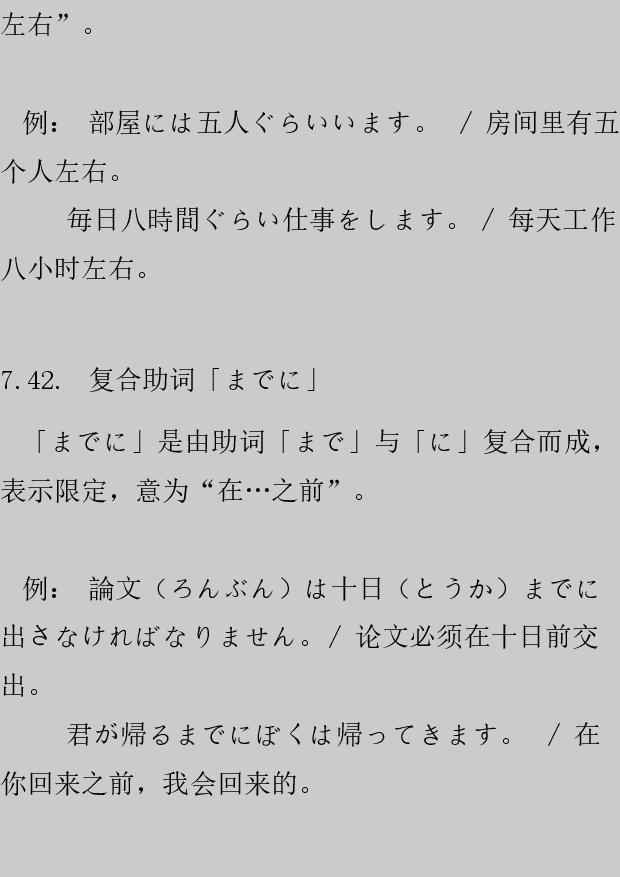 左右”。
例： 部屋には五人ぐらいいます。 / 房间里有五
个人左右。
毎日八時間ぐらい仕事をします。 / 每天工作
八小时左右。
7.42. 复合助词「までに」
「までに」是由助词「まで」与「に」复合而成，
表示限定，意为“在…之前”。
例： 論文（ろんぶん）は十日（とうか）までに
出さなければなりません。/ 论文必须在十日前交
出。
君が帰るまでにぼくは帰ってきます。 / 在
你回来之前，我会回来的。